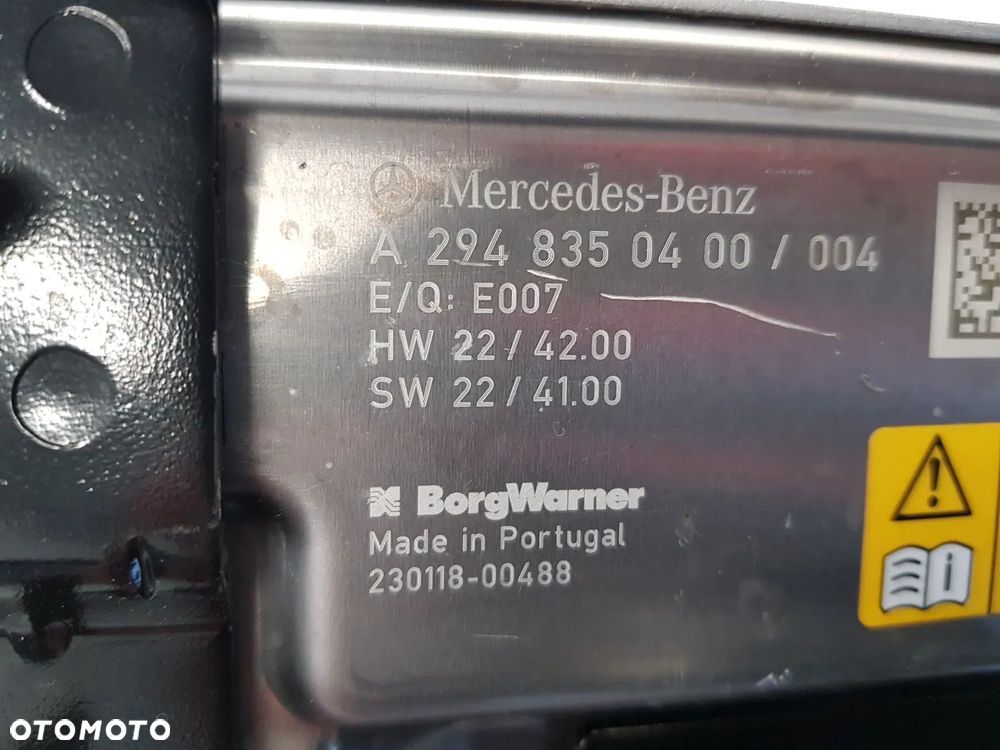 Mercedes-Benz
A 294 835 04 00 / 004
E/Q: E007
HW 22 / 42.00
SW 22 / 41.00
BorgWarner
Made in Portugal
230118-00488
OTOMOTO